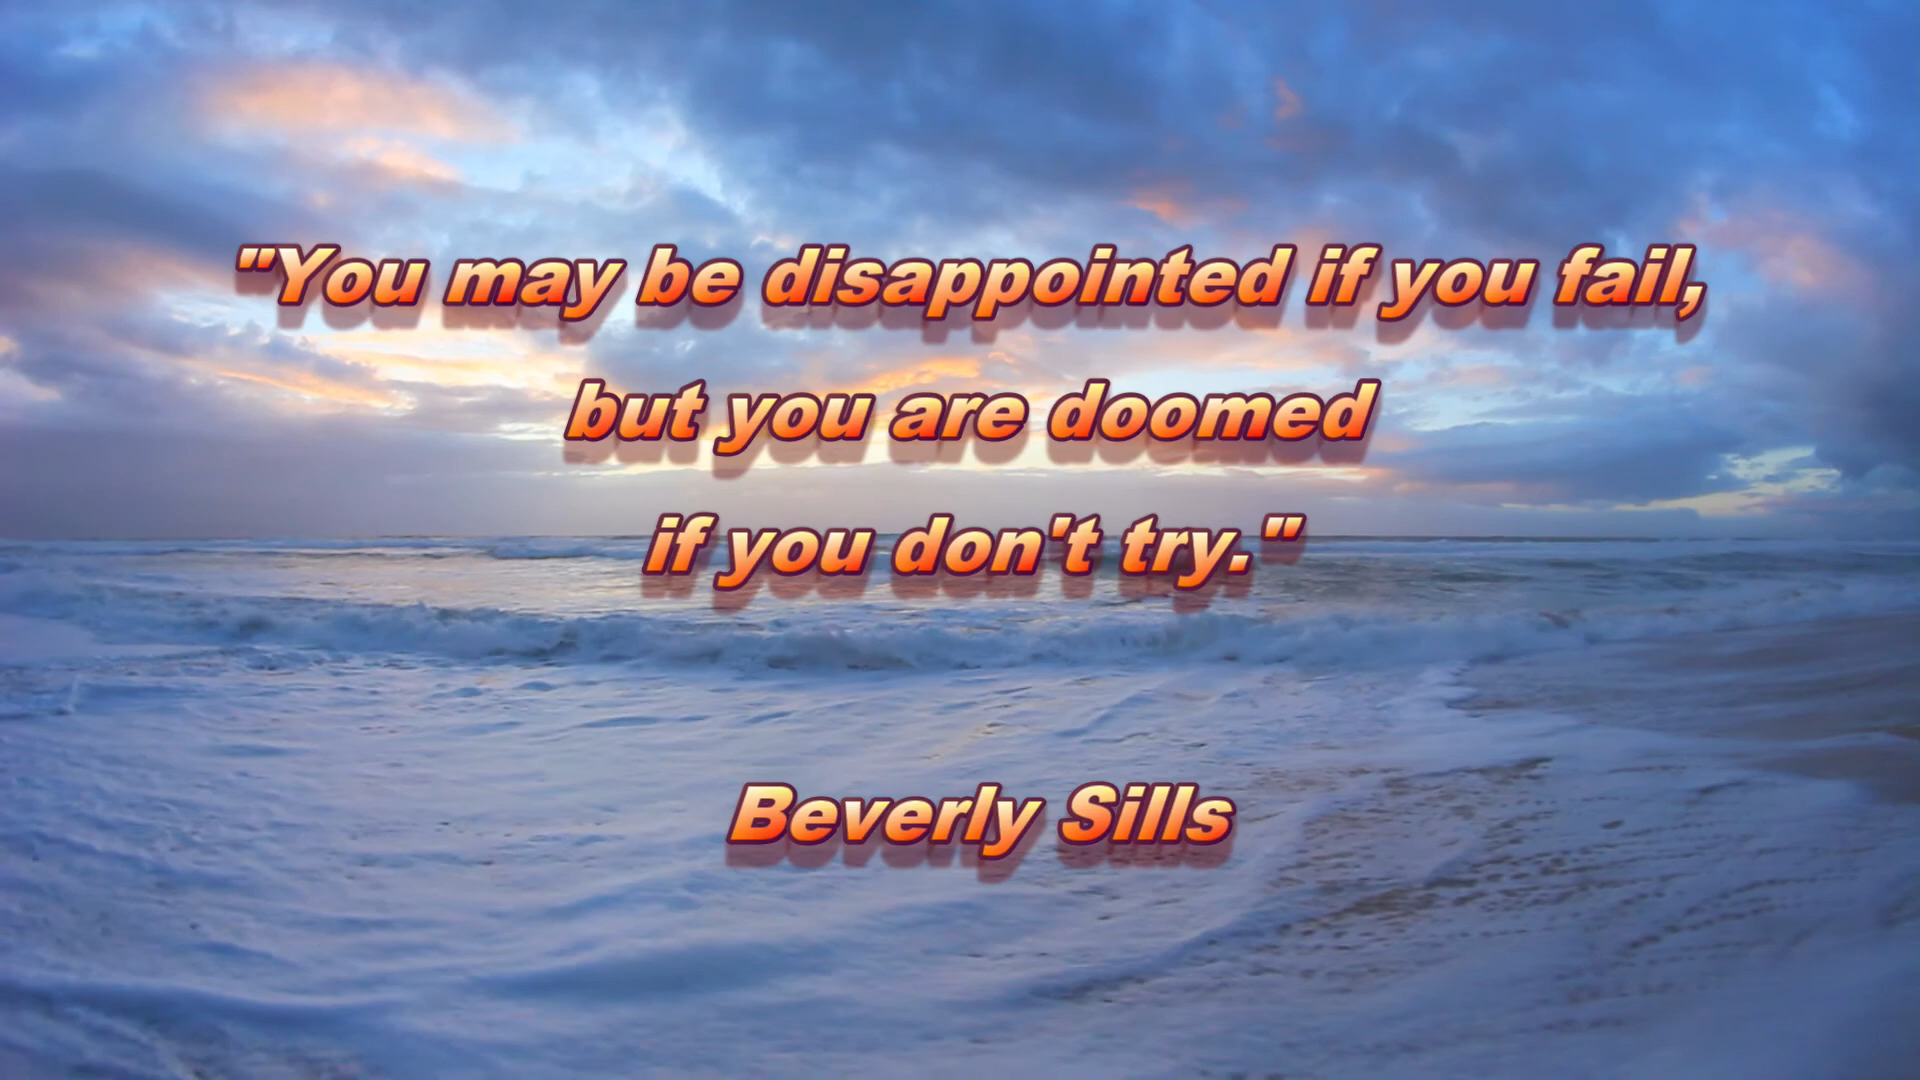 "You may be disappointed if you fail,
but you are doomed
if you don't try."
Beverly Sills